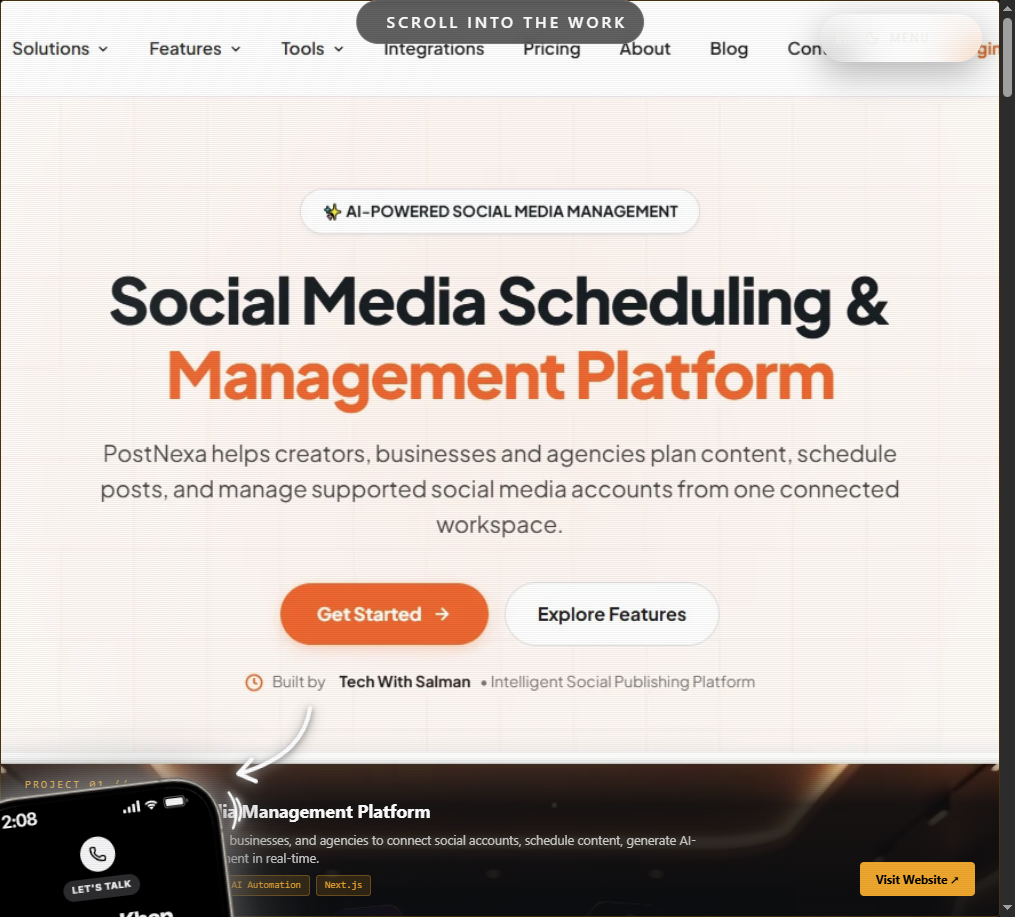 SCROLL INTO THE WORK
Solutions Features Tools Integrations Pricing About Blog
MENU
✨ AI-POWERED SOCIAL MEDIA MANAGEMENT
Social Media Scheduling &
Management Platform
PostNexa helps creators, businesses and agencies plan content, schedule
posts, and manage supported social media accounts from one connected
workspace.
Get Started →
Explore Features
Built by Tech With Salman • Intelligent Social Publishing Platform
PROJECT 01 //
Management Platform
businesses, and agencies to connect social accounts, schedule content, generate AI-
in real-time.
AI Automation Next.js
Visit Website ↗
2:08
LET'S TALK
Khan